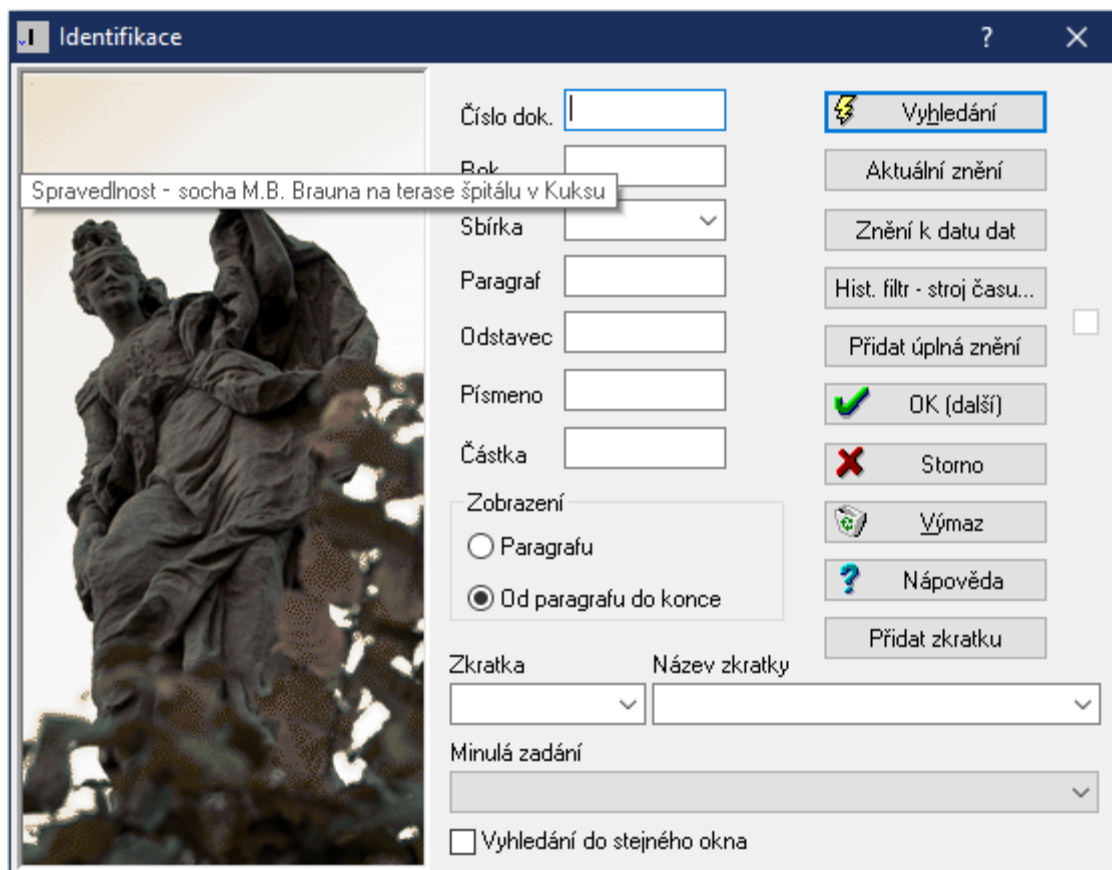 Identifikace
Číslo dok.
Rok
Spravedlnost - socha M.B. Brauna na terase špitálu v Kuksu
Sbírka
Paragraf
Odstavec
Písmeno
Částka
Zobrazení
Paragrafu
Od paragrafu do konce
Vyhledání
Aktuální znění
Znění k datu dat
Hist. filtr - stroj času...
Přidat úplná znění
OK (další)
Storno
Výmaz
Nápověda
Přidat zkratku
Zkratka
Název zkratky
Minulá zadání
Vyhledání do stejného okna